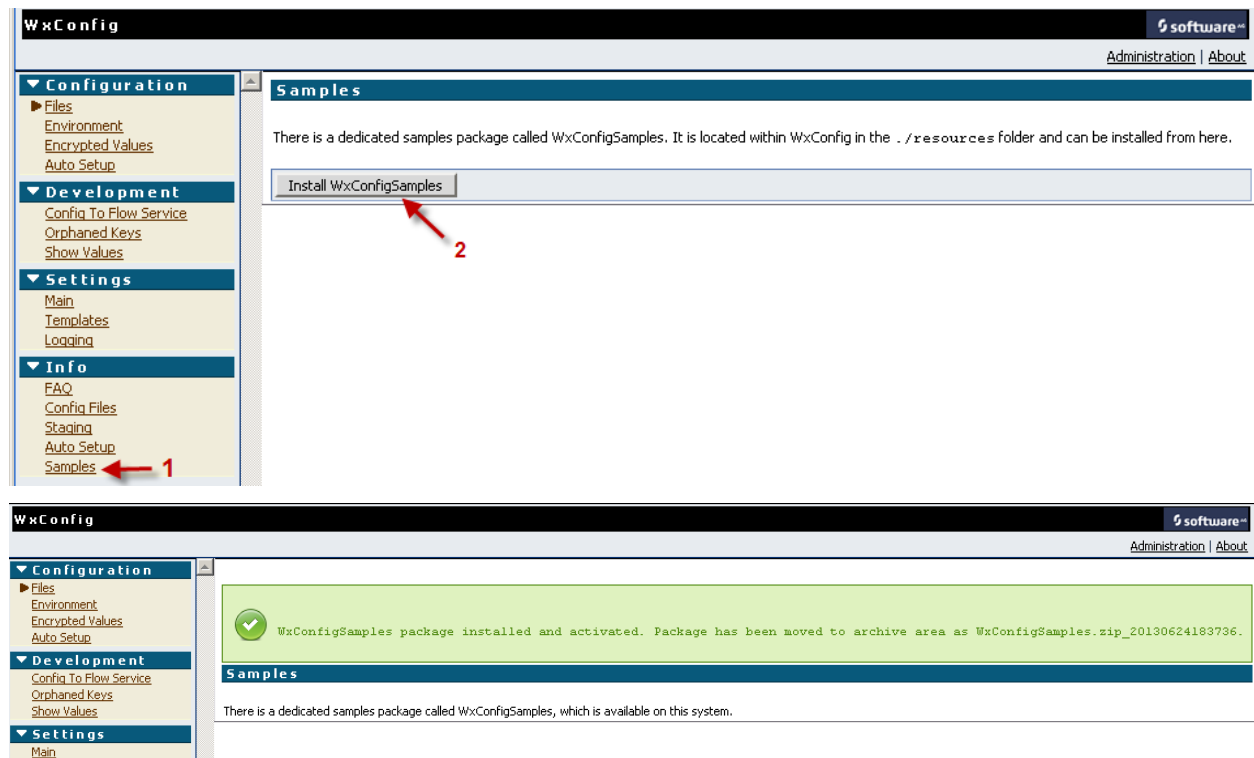 WxConfig
software AG
Administration | About
Configuration
Files
Environment
Encrypted Values
Auto Setup
Development
Config To Flow Service
Orphaned Keys
Show Values
Settings
Main
Templates
Logging
Info
FAQ
Config Files
Staging
Auto Setup
Samples
1
Samples
There is a dedicated samples package called WxConfigSamples. It is located within WxConfig in the ./resources folder and can be installed from here.
Install WxConfigSamples
2
WxConfig
software AG
Administration | About
Configuration
Files
Environment
Encrypted Values
Auto Setup
Development
Config To Flow Service
Orphaned Keys
Show Values
Settings
Main
WxConfigSamples package installed and activated. Package has been moved to archive area as WxConfigSamples.zip_20130624183736.
Samples
There is a dedicated samples package called WxConfigSamples, which is available on this system.